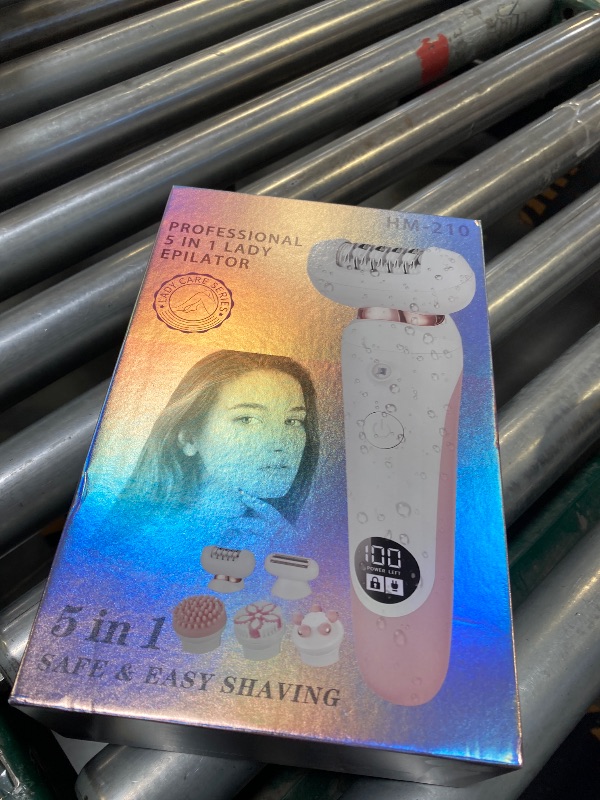 HM-210
PROFESSIONAL
5 IN 1 LADY
EPILATOR
LADY CARE SERIES
100
POWER LEFT
5 in 1
SAFE & EASY SHAVING